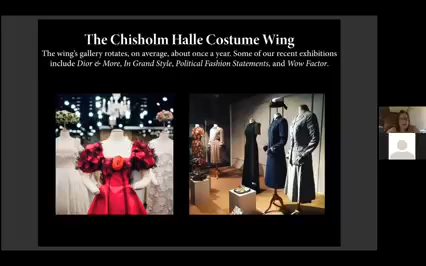 The Chisholm Halle Costume Wing
The wing's gallery rotates, on average, about once a year. Some of our recent exhibitions
include Dior & More, In Grand Style, Political Fashion Statements, and Wow Factor.